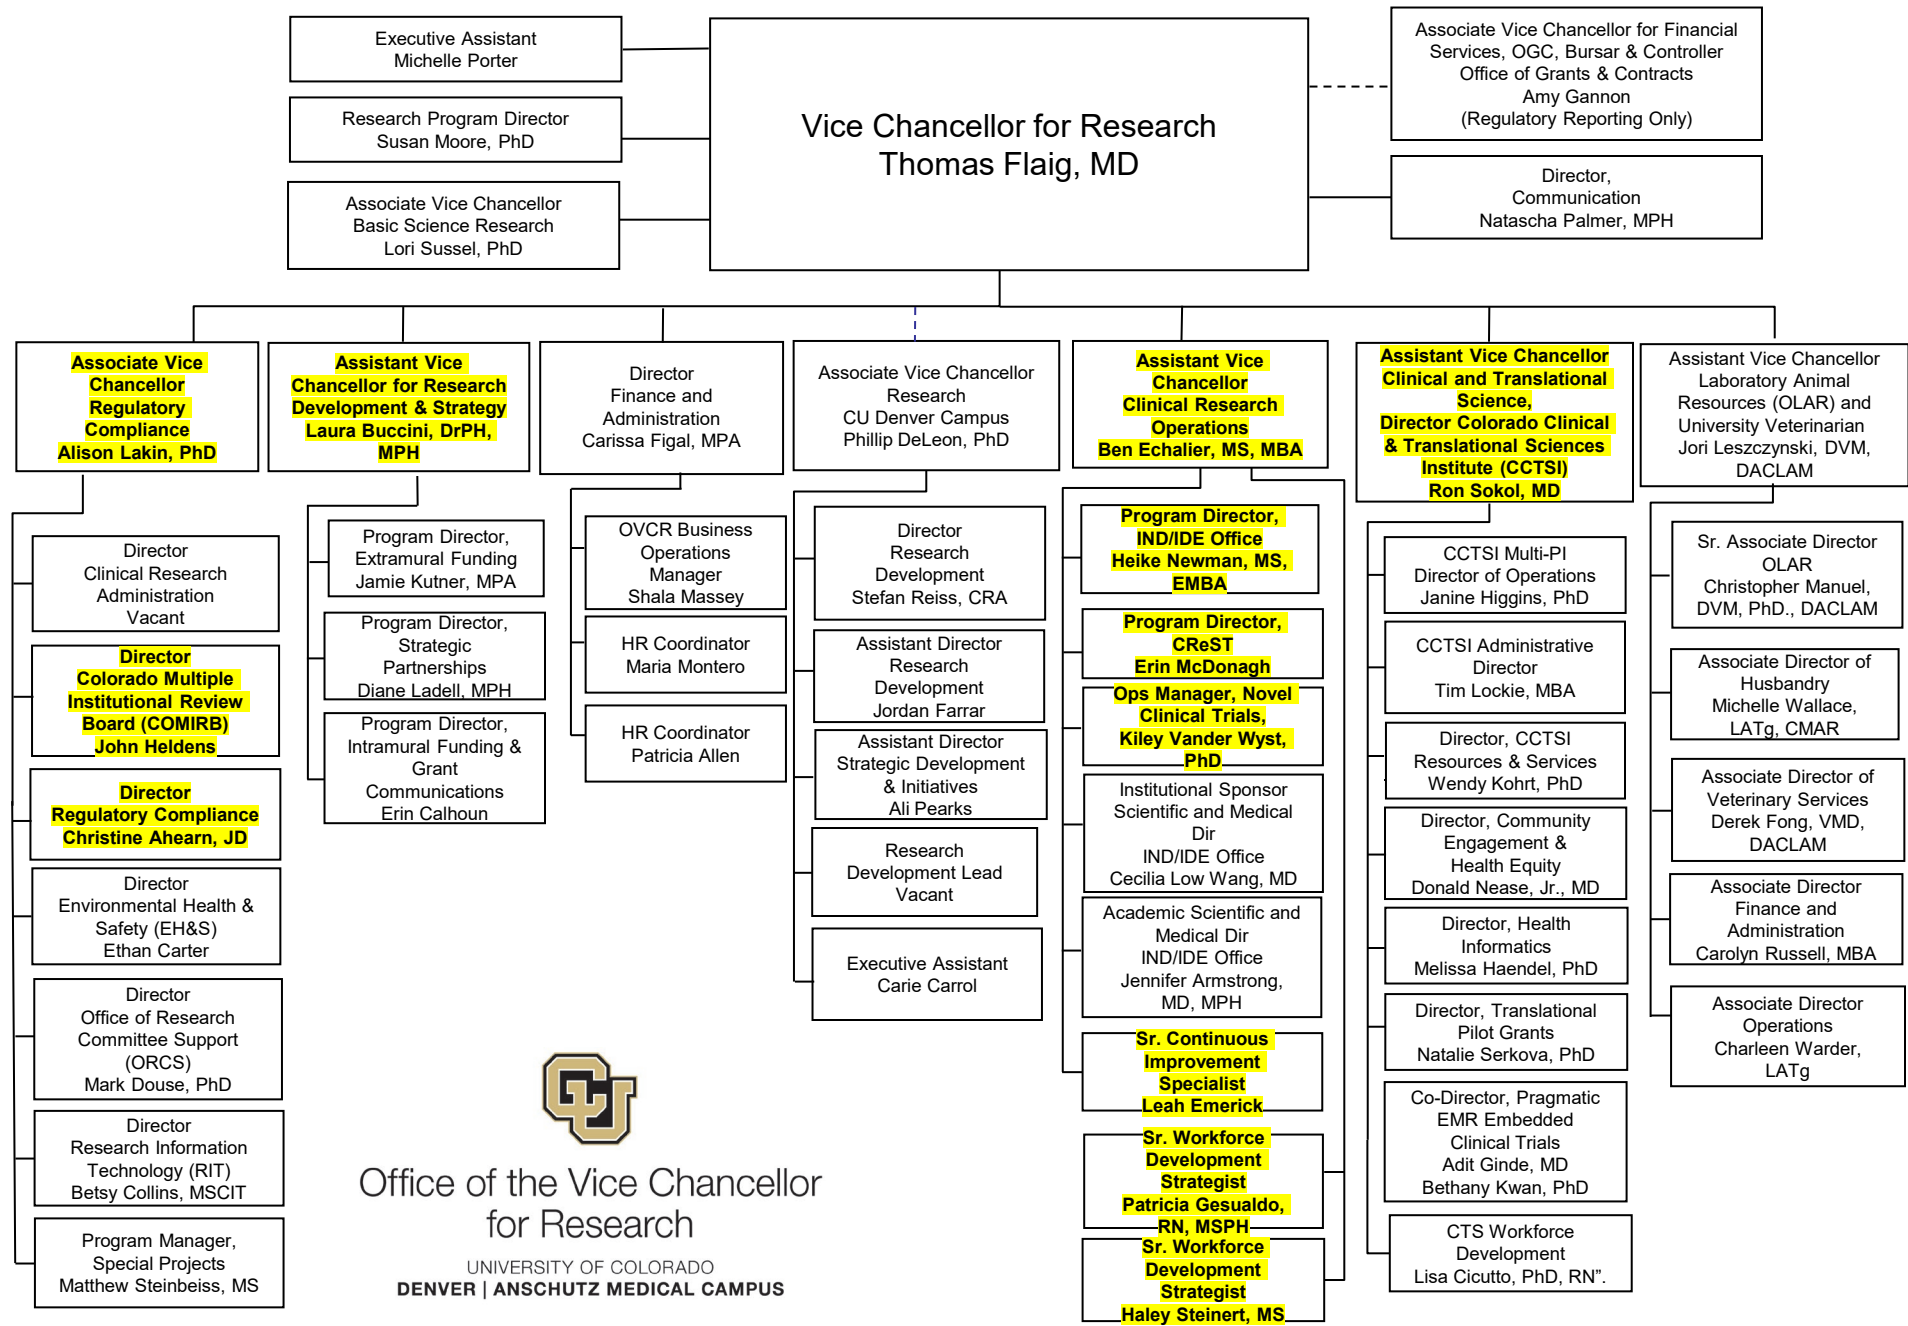 Executive Assistant
Michelle Porter
Research Program Director
Susan Moore, PhD
Associate Vice Chancellor
Basic Science Research
Lori Sussel, PhD
Vice Chancellor for Research
Thomas Flaig, MD
Associate Vice Chancellor for Financial
Services, OGC, Bursar & Controller
Office of Grants & Contracts
Amy Gannon
(Regulatory Reporting Only)
Director,
Communication
Natascha Palmer, MPH
Associate Vice
Chancellor
Regulatory
Compliance
Alison Lakin, PhD
Director
Clinical Research
Administration
Vacant
Director
Colorado Multiple
Institutional Review
Board (COMIRB)
John Heldens
Director
Regulatory Compliance
Christine Ahearn, JD
Director
Environmental Health &
Safety (EH&S)
Ethan Carter
Director
Office of Research
Committee Support
(ORCS)
Mark Douse, PhD
Director
Research Information
Technology (RIT)
Betsy Collins, MSCIT
Program Manager,
Special Projects
Matthew Steinbeiss, MS
Assistant Vice
Chancellor for Research
Development & Strategy
Laura Buccini, DrPH,
MPH
Program Director,
Extramural Funding
Jamie Kutner, MPA
Program Director,
Strategic
Partnerships
Diane Ladell, MPH
Program Director,
Intramural Funding &
Grant
Communications
Erin Calhoun
Director
Finance and
Administration
Carissa Figal, MPA
OVCR Business
Operations
Manager
Shala Massey
HR Coordinator
Maria Montero
HR Coordinator
Patricia Allen
Associate Vice Chancellor
Research
CU Denver Campus
Phillip DeLeon, PhD
Director
Research
Development
Stefan Reiss, CRA
Assistant Director
Research
Development
Jordan Farrar
Assistant Director
Strategic Development
& Initiatives
Ali Pearks
Research
Development Lead
Vacant
Executive Assistant
Carie Carrol
Assistant Vice
Chancellor
Clinical Research
Operations
Ben Echalier, MS, MBA
Program Director,
IND/IDE Office
Heike Newman, MS,
EMBA
Program Director,
CReST
Erin McDonagh
Ops Manager, Novel
Clinical Trials,
Kiley Vander Wyst,
PhD
Institutional Sponsor
Scientific and Medical
Dir
IND/IDE Office
Cecilia Low Wang, MD
Academic Scientific and
Medical Dir
IND/IDE Office
Jennifer Armstrong,
MD, MPH
Sr. Continuous
Improvement
Specialist
Leah Emerick
Sr. Workforce
Development
Strategist
Patricia Gesualdo,
RN, MSPH
Sr. Workforce
Development
Strategist
Haley Steinert, MS
Assistant Vice Chancellor
Clinical and Translational
Science,
Director Colorado Clinical
& Translational Sciences
Institute (CCTSI)
Ron Sokol, MD
CCTSI Multi-PI
Director of Operations
Janine Higgins, PhD
CCTSI Administrative
Director
Tim Lockie, MBA
Director, CCTSI
Resources & Services
Wendy Kohrt, PhD
Director, Community
Engagement &
Health Equity
Donald Nease, Jr., MD
Director, Health
Informatics
Melissa Haendel, PhD
Director, Translational
Pilot Grants
Natalie Serkova, PhD
Co-Director, Pragmatic
EMR Embedded
Clinical Trials
Adit Ginde, MD
Bethany Kwan, PhD
CTS Workforce
Development
Lisa Cicutto, PhD, RN”.
Assistant Vice Chancellor
Laboratory Animal
Resources (OLAR) and
University Veterinarian
Jori Leszczynski, DVM,
DACLAM
Sr. Associate Director
OLAR
Christopher Manuel,
DVM, PhD., DACLAM
Associate Director of
Husbandry
Michelle Wallace,
LATg, CMAR
Associate Director of
Veterinary Services
Derek Fong, VMD,
DACLAM
Associate Director
Finance and
Administration
Carolyn Russell, MBA
Associate Director
Operations
Charleen Warder,
LATg
CU
Office of the Vice Chancellor
for Research
UNIVERSITY OF COLORADO
DENVER | ANSCHUTZ MEDICAL CAMPUS